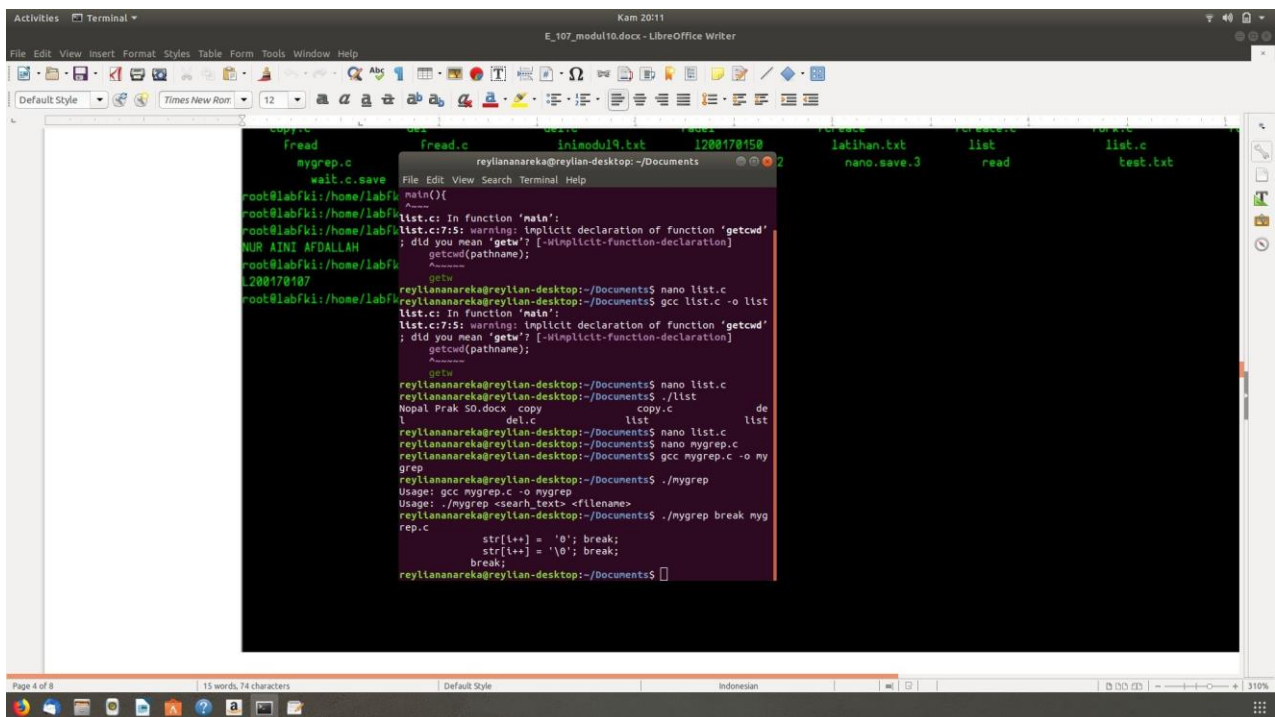 Activities Terminal Kam 20:11
E_107_modul10.docx - LibreOffice Writer
File Edit View Insert Format Styles Table Form Tools Window Help
Default Style Times New Rom 12
copy.c del del.c fcreate fcreate.c fork.c
fread fread.c inimodul9.txt l200170150 latihan.txt list list.c
mygrep.c 2 nano.save.3 read test.txt
wait.c.save
root@labfki:/home/labfk
root@labfki:/home/labfk
root@labfki:/home/labfk
NUR AINI AFDALLAH
root@labfki:/home/labfk
L200170107
root@labfki:/home/labfk
reyliananareka@reylian-desktop: ~/Documents
File Edit View Search Terminal Help
main(){
^~~~
list.c: In function ‘main’:
list.c:7:5: warning: implicit declaration of function ‘getcwd’
; did you mean ‘getw’? [-Wimplicit-function-declaration]
getcwd(pathname);
^~~~~~
getw
reyliananareka@reylian-desktop:~/Documents$ nano list.c
reyliananareka@reylian-desktop:~/Documents$ gcc list.c -o list
list.c: In function ‘main’:
list.c:7:5: warning: implicit declaration of function ‘getcwd’
; did you mean ‘getw’? [-Wimplicit-function-declaration]
getcwd(pathname);
^~~~~~
getw
reyliananareka@reylian-desktop:~/Documents$ nano list.c
reyliananareka@reylian-desktop:~/Documents$ ./list
Nopal Prak SO.docx copy copy.c de
l del.c list list
reyliananareka@reylian-desktop:~/Documents$ nano list.c
reyliananareka@reylian-desktop:~/Documents$ nano mygrep.c
reyliananareka@reylian-desktop:~/Documents$ gcc mygrep.c -o my
grep
reyliananareka@reylian-desktop:~/Documents$ ./mygrep
Usage: gcc mygrep.c -o mygrep
Usage: ./mygrep <searh_text> <filename>
reyliananareka@reylian-desktop:~/Documents$ ./mygrep break myg
rep.c
str[i++] = '0'; break;
str[i++] = '\0'; break;
break;
reyliananareka@reylian-desktop:~/Documents$
Page 4 of 8 15 words, 74 characters Default Style Indonesian 310%